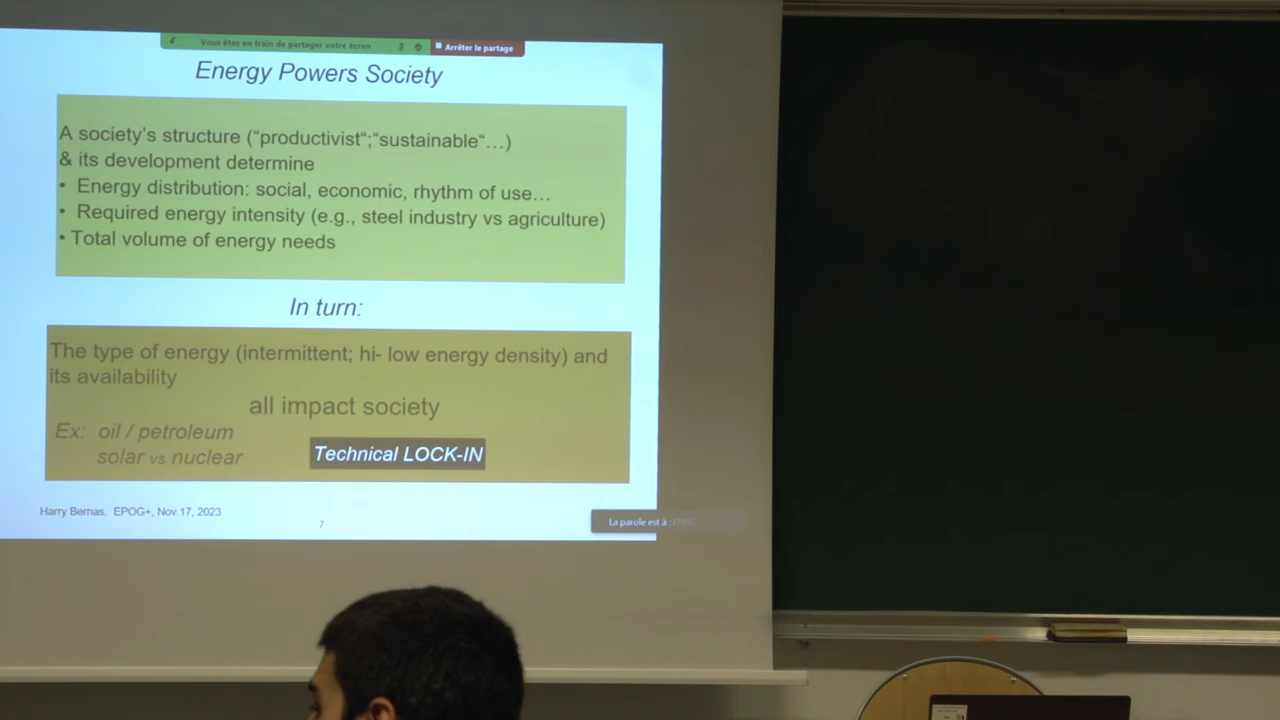 Vous êtes en train de partager votre écran
Arrêter le partage
Energy Powers Society
A society's structure (“productivist“;“sustainable“…)
& its development determine
• Energy distribution: social, economic, rhythm of use…
• Required energy intensity (e.g., steel industry vs agriculture)
• Total volume of energy needs
In turn:
The type of energy (intermittent; hi- low energy density) and
its availability
all impact society
Ex: oil / petroleum
solar vs nuclear
Technical LOCK-IN
Harry Bernas, EPOG+, Nov.17, 2023
7
La parole est à : EPOG